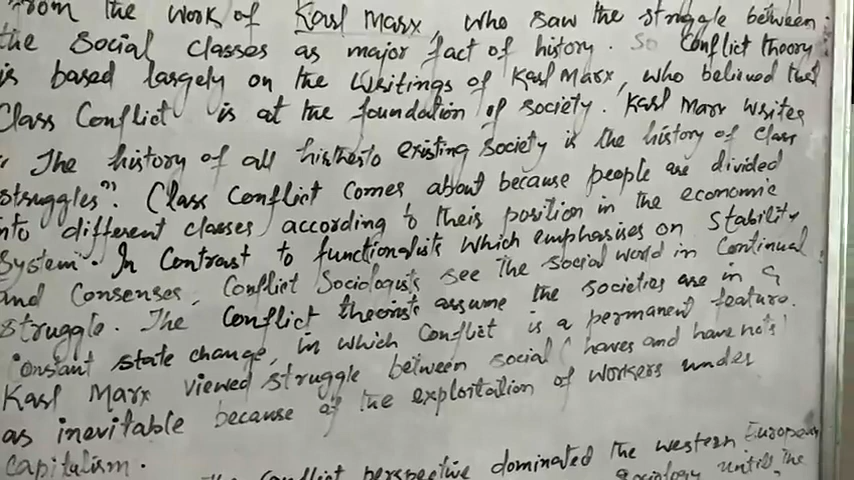 from the work of Karl Marx, who saw the struggle between
the social classes as major fact of history. So Conflict theory
is based largely on the writings of Karl Marx, who believed that
Class Conflict is at the foundation of society. Karl Marx writes
"The history of all hitherto existing society is the history of class
struggles". Class Conflict comes about because people are divided
into different classes according to their position in the economic
system. In Contrast to functionalists which emphasises on stability
and Consenses, Conflict Sociologists see the social world in Continual
struggle. The Conflict theorists assume the societies are in a
Constant state change, in which Conflict is a permanent feature.
Karl Marx viewed struggle between social (haves and have nots)
as inevitable because of the exploitation of workers under
Capitulism.
the Conflict perspective dominated the western European
sociology untill the